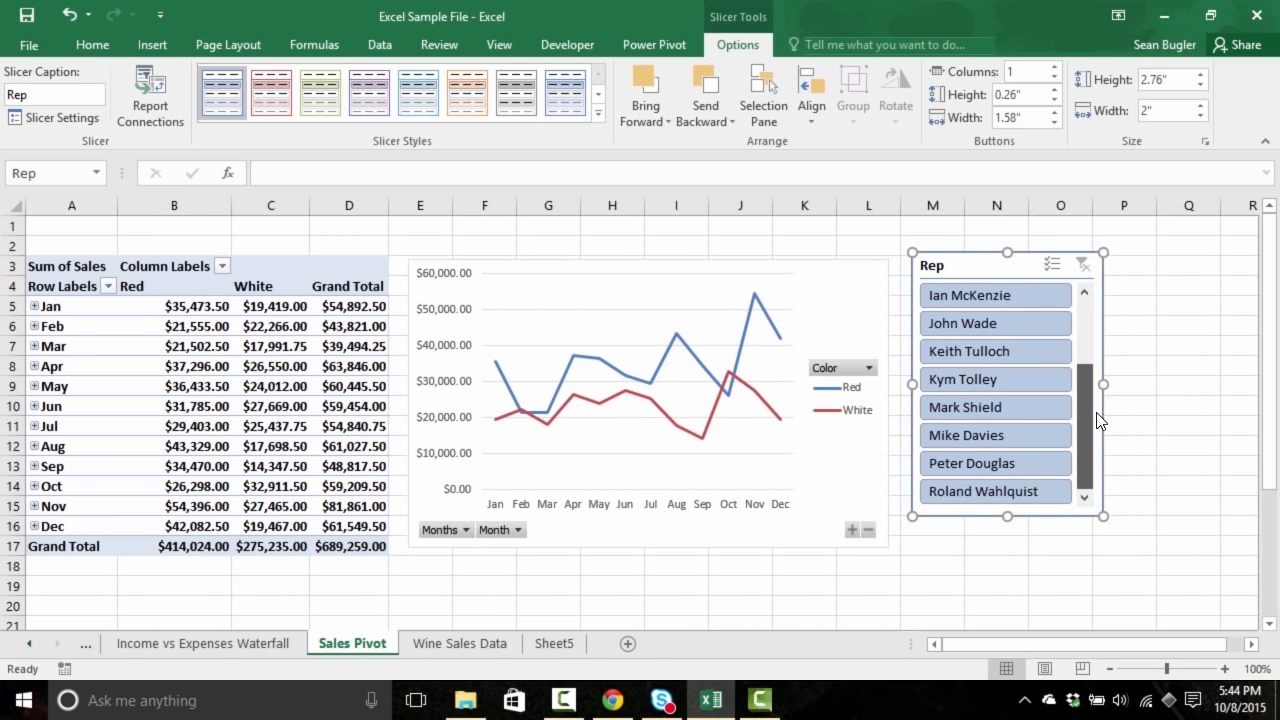 Excel Sample File - Excel
Slicer Tools
File Home Insert Page Layout Formulas Data Review View Developer Power Pivot Options Tell me what you want to do... Sean Bugler Share
Slicer Caption:
Rep
Slicer Settings
Report
Connections
Slicer
Slicer Styles
Bring
Forward
Send
Backward
Selection
Pane
Align
Group
Rotate
Arrange
Columns: 1
Height: 0.26"
Width: 1.58"
Buttons
Height: 2.76"
Width: 2"
Size
Rep
fx
A B C D E F G H I J K L M N O P Q R
1
2
3 Sum of Sales Column Labels
4 Row Labels Red White Grand Total
5 Jan $35,473.50 $19,419.00 $54,892.50
6 Feb $21,555.00 $22,266.00 $43,821.00
7 Mar $21,502.50 $17,991.75 $39,494.25
8 Apr $37,296.00 $26,550.00 $63,846.00
9 May $36,433.50 $24,012.00 $60,445.50
10 Jun $31,785.00 $27,669.00 $59,454.00
11 Jul $29,403.00 $25,437.75 $54,840.75
12 Aug $43,329.00 $17,698.50 $61,027.50
13 Sep $34,470.00 $14,347.50 $48,817.50
14 Oct $26,298.00 $32,911.50 $59,209.50
15 Nov $54,396.00 $27,465.00 $81,861.00
16 Dec $42,082.50 $19,467.00 $61,549.50
17 Grand Total $414,024.00 $275,235.00 $689,259.00
18
19
20
21
$60,000.00
$50,000.00
$40,000.00
$30,000.00
$20,000.00
$10,000.00
$0.00
Jan Feb Mar Apr May Jun Jul Aug Sep Oct Nov Dec
Color
Red
White
Months Month
Rep
Ian McKenzie
John Wade
Keith Tulloch
Kym Tolley
Mark Shield
Mike Davies
Peter Douglas
Roland Wahlquist
... Income vs Expenses Waterfall Sales Pivot Wine Sales Data Sheet5
Ready
100%
Ask me anything
5:44 PM
10/8/2015